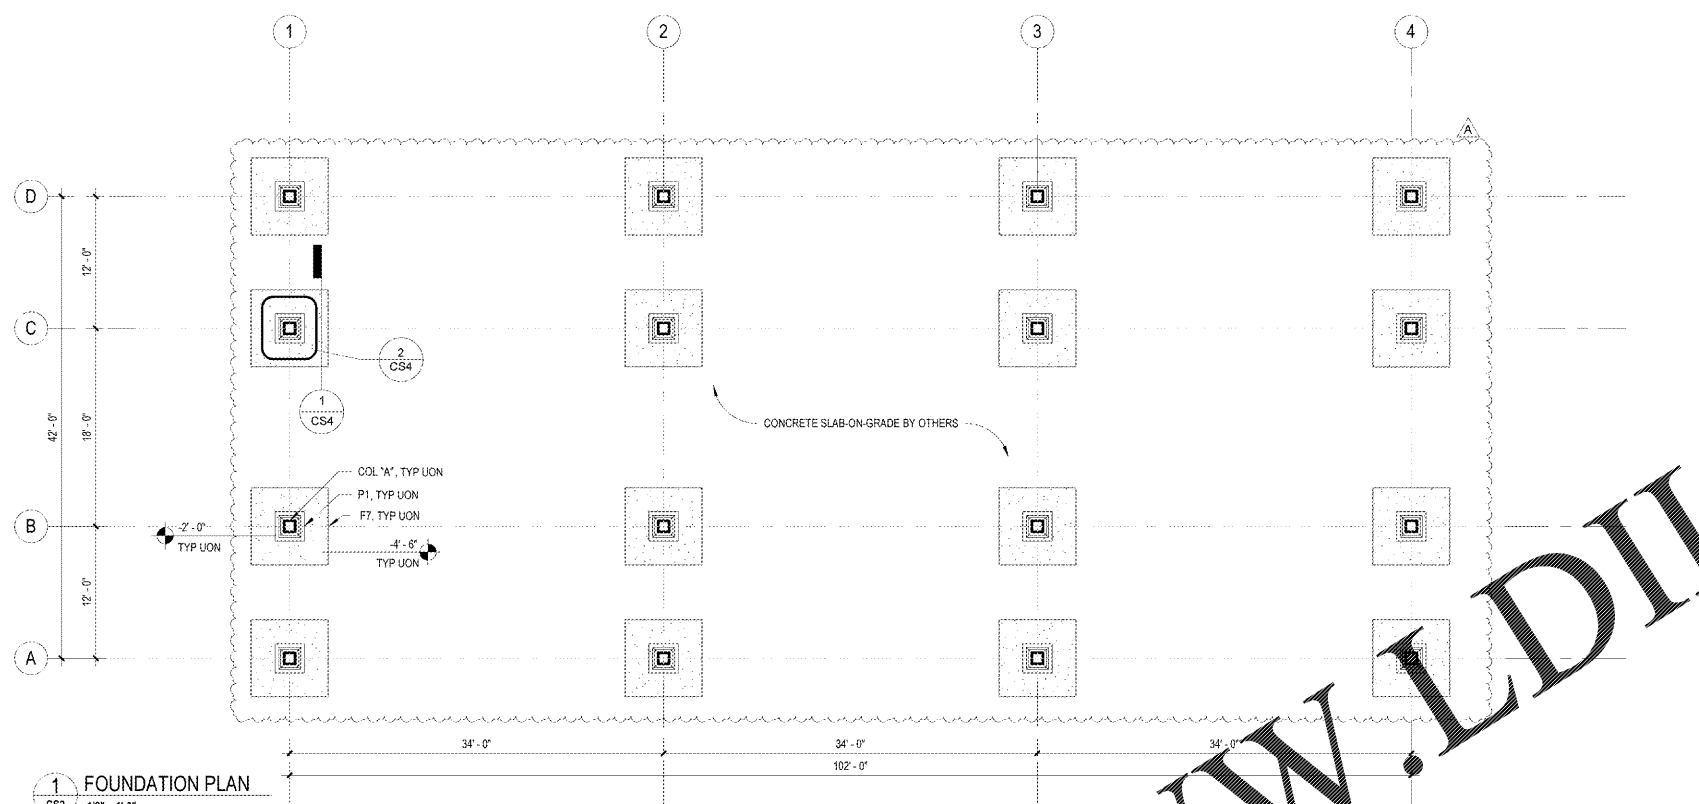 1 2 3 4
A
D
12' - 0"
C
2
CS4
1
CS4
42' - 0"
18' - 0"
CONCRETE SLAB-ON-GRADE BY OTHERS
COL "A", TYP UON
P1, TYP UON
F7, TYP UON
B
-2' - 0"
TYP UON
-4' - 6"
TYP UON
12' - 0"
A
34' - 0" 34' - 0" 34' - 0"
102' - 0"
1 FOUNDATION PLAN
W.LDI